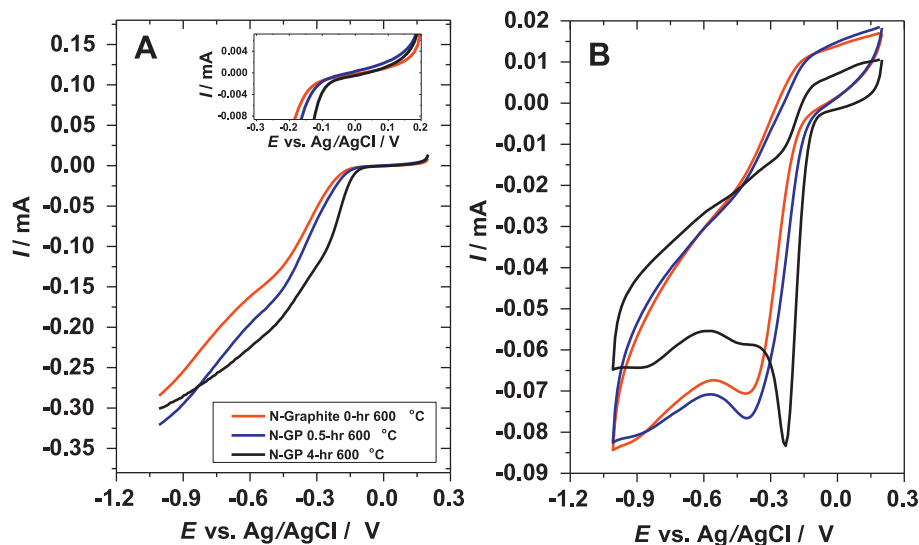 A
0.15
0.10
0.05
0.00
-0.05
-0.10
-0.15
-0.20
-0.25
-0.30
-0.35
I / mA
-1.2 -0.9 -0.6 -0.3 0.0 0.3
E vs. Ag/AgCl / V
0.004
0.000
-0.004
-0.008
I / mA
-0.3 -0.2 -0.1 0.0 0.1 0.2
E vs. Ag/AgCl / V
N-Graphite 0-hr 600 °C
N-GP 0.5-hr 600 °C
N-GP 4-hr 600 °C
B
0.02
0.01
0.00
-0.01
-0.02
-0.03
-0.04
-0.05
-0.06
-0.07
-0.08
-0.09
I / mA
-1.2 -0.9 -0.6 -0.3 0.0 0.3
E vs. Ag/AgCl / V